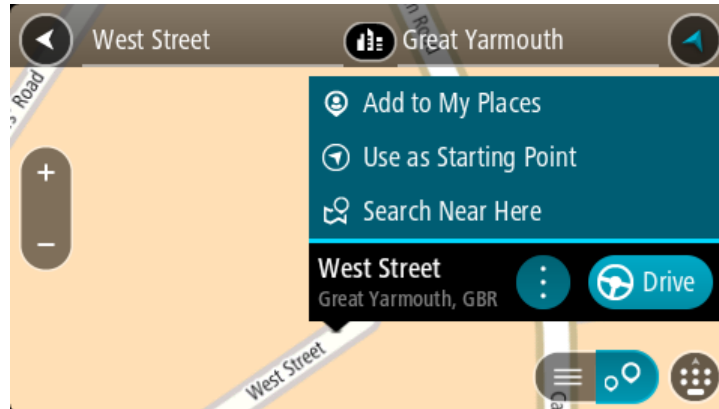 West Street
Great Yarmouth
Road
Add to My Places
Use as Starting Point
Search Near Here
West Street
Great Yarmouth, GBR
Drive
West Street